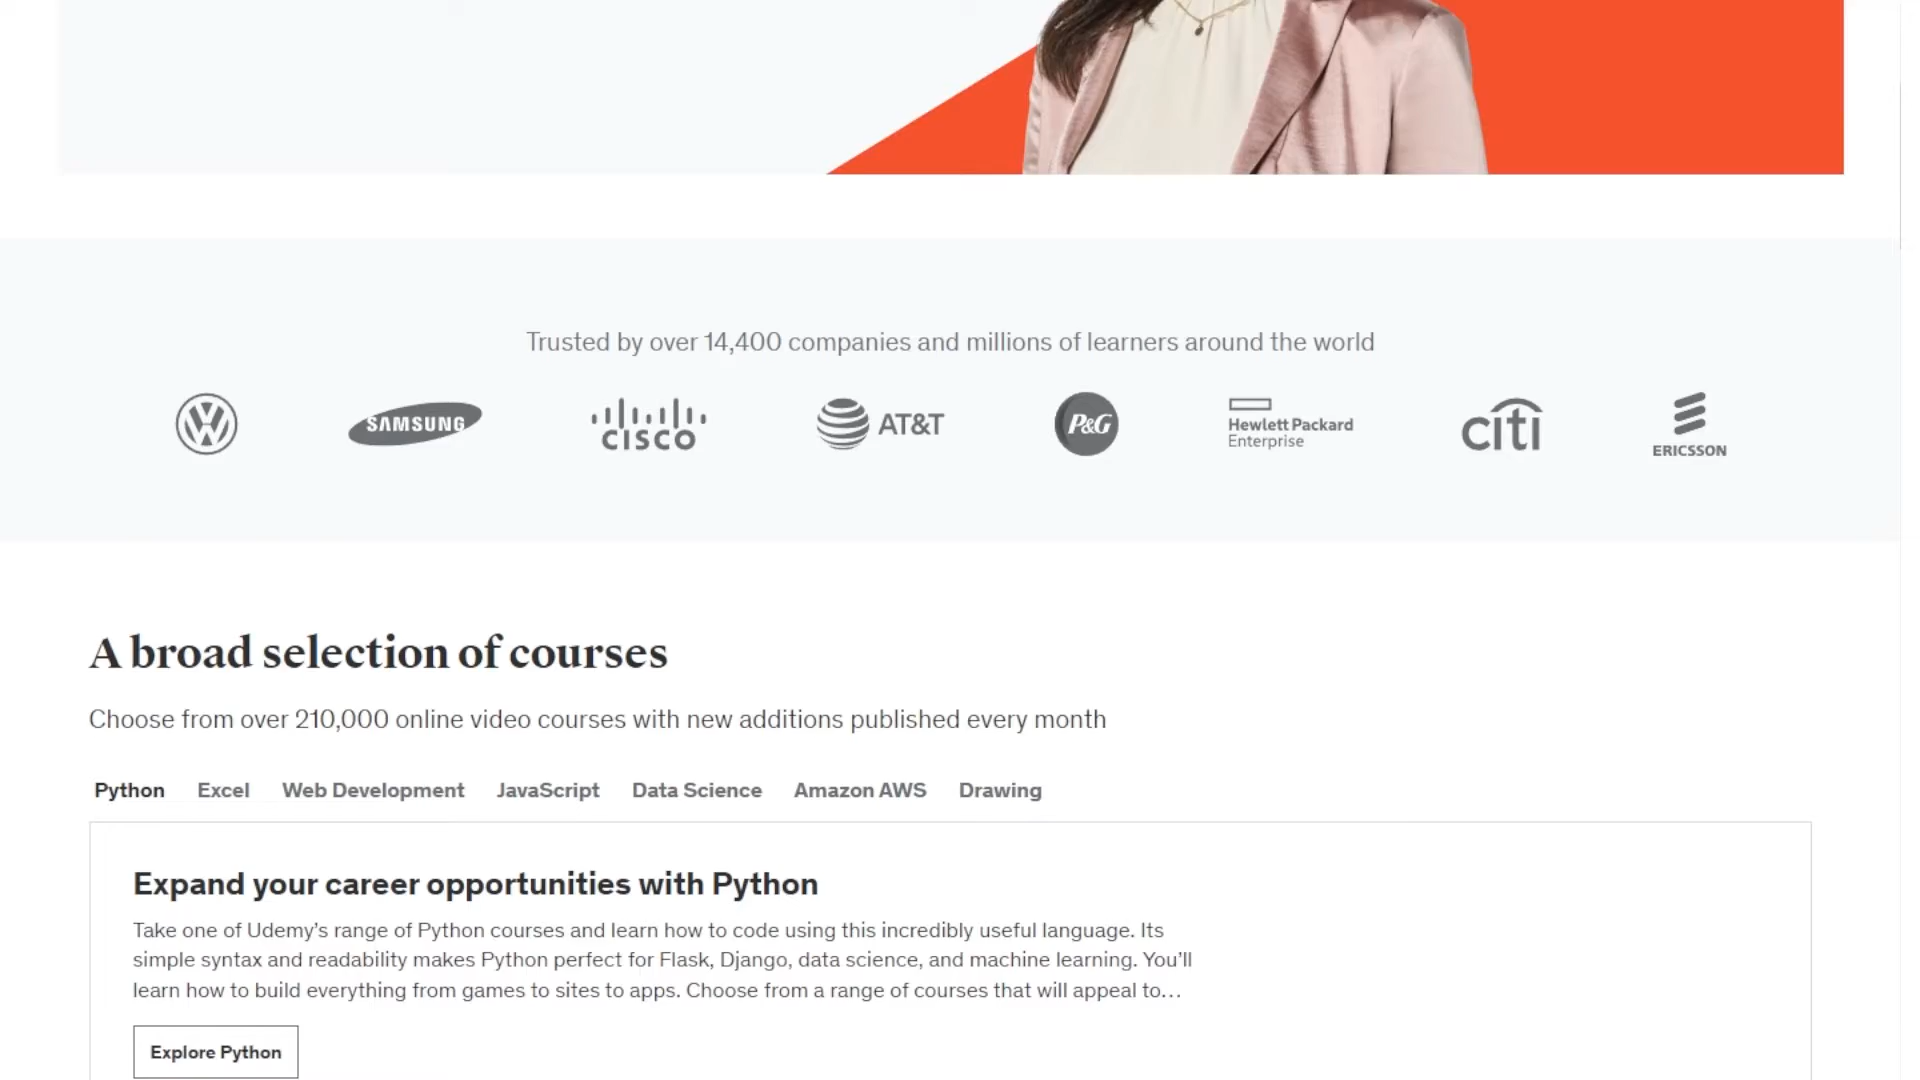 Trusted by over 14,400 companies and millions of learners around the world
SAMSUNG
CISCO
AT&T
P&G
Hewlett Packard
Enterprise
citi
ERICSSON
A broad selection of courses
Choose from over 210,000 online video courses with new additions published every month
Python Excel Web Development JavaScript Data Science Amazon AWS Drawing
Expand your career opportunities with Python
Take one of Udemy’s range of Python courses and learn how to code using this incredibly useful language. Its
simple syntax and readability makes Python perfect for Flask, Django, data science, and machine learning. You’ll
learn how to build everything from games to sites to apps. Choose from a range of courses that will appeal to…
Explore Python